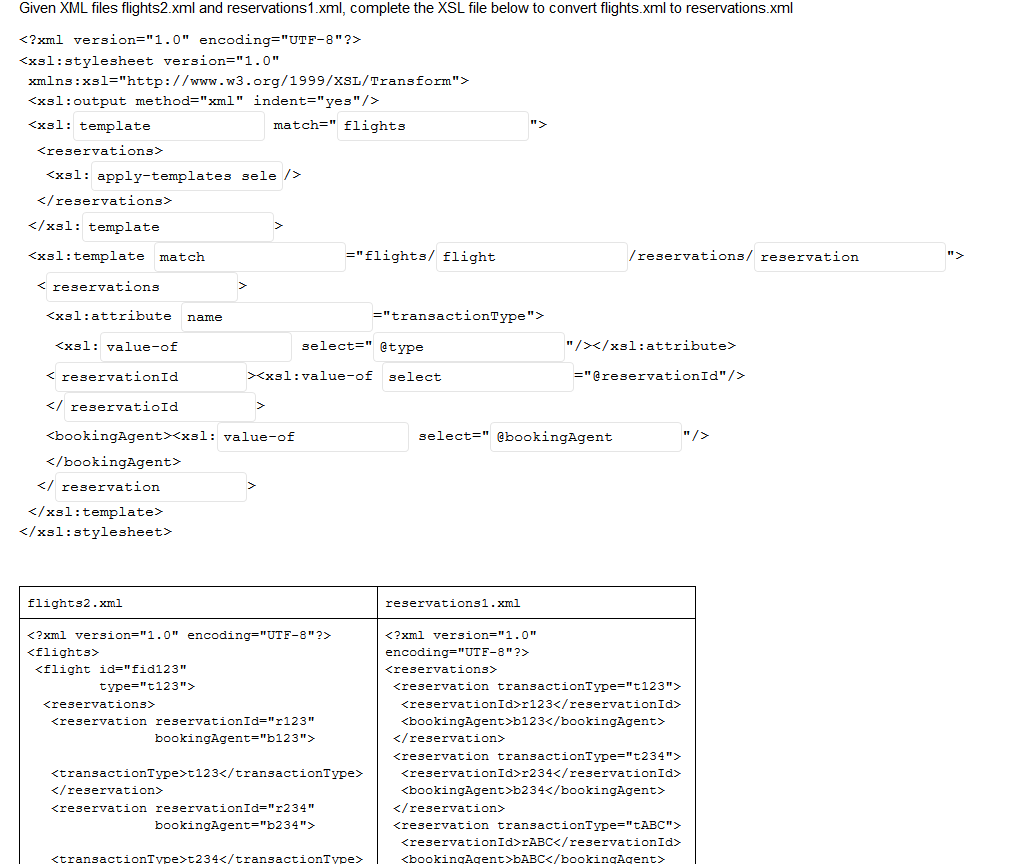 Given XML files flights2.xml and reservations1.xml, complete the XSL file below to convert flights.xml to reservations.xml
<?xml version="1.0" encoding="UTF-8"?>
<xsl:stylesheet version="1.0"
xmlns:xsl="http://www.w3.org/1999/XSL/Transform">
<xsl:output method="xml" indent="yes"/>
<xsl: template match=" flights ">
<reservations>
<xsl: apply-templates sele />
</reservations>
</xsl: template >
<xsl:template match ="flights/ flight /reservations/ reservation ">
< reservations >
<xsl:attribute name ="transactionType">
<xsl: value-of select=" @type "/></xsl:attribute>
< reservationId ><xsl:value-of select ="@reservationId"/>
</ reservatioId >
<bookingAgent><xsl: value-of select=" @bookingAgent "/>
</bookingAgent>
</ reservation >
</xsl:template>
</xsl:stylesheet>
flights2.xml
<?xml version="1.0" encoding="UTF-8"?>
<flights>
<flight id="fid123"
type="t123">
<reservations>
<reservation reservationId="r123"
bookingAgent="b123">
<transactionType>t123</transactionType>
</reservation>
<reservation reservationId="r234"
bookingAgent="b234">
<transactionType>t234</transactionType>
reservations1.xml
<?xml version="1.0"
encoding="UTF-8"?>
<reservations>
<reservation transactionType="t123">
<reservationId>r123</reservationId>
<bookingAgent>b123</bookingAgent>
</reservation>
<reservation transactionType="t234">
<reservationId>r234</reservationId>
<bookingAgent>b234</bookingAgent>
</reservation>
<reservation transactionType="tABC">
<reservationId>rABC</reservationId>
<bookingAgent>bABC</bookingAgent>